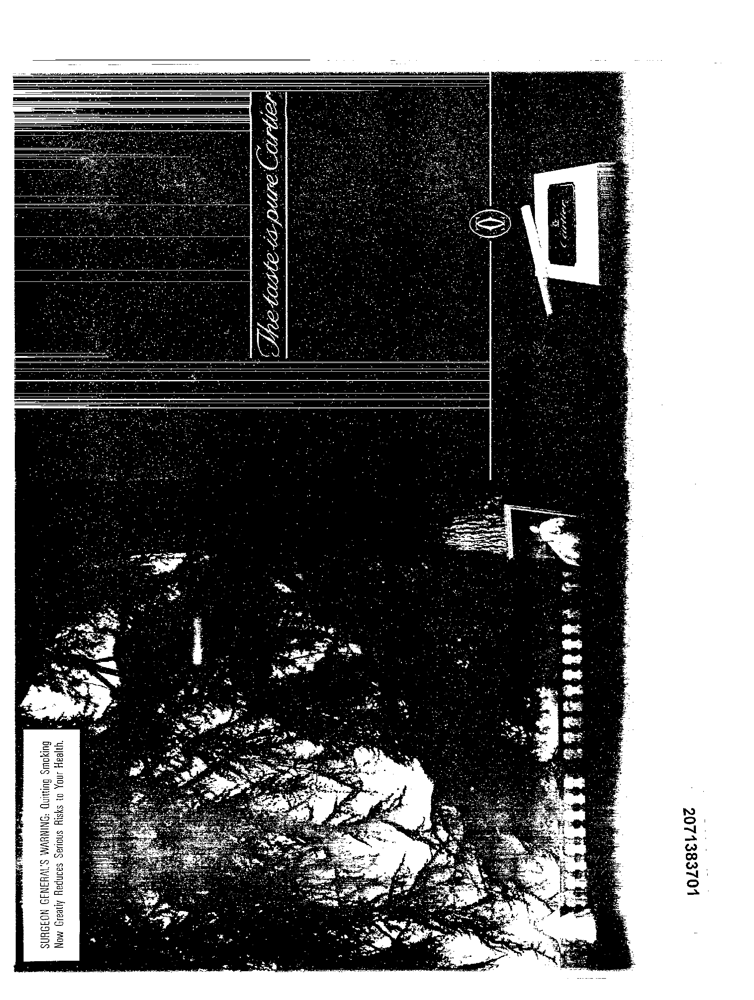 SURGEON GENERAL'S WARNING: Quitting Smoking
Now Greatly Reduces Serious Risks to Your Health.
The taste is pure Cartier
Cartier
2071383701